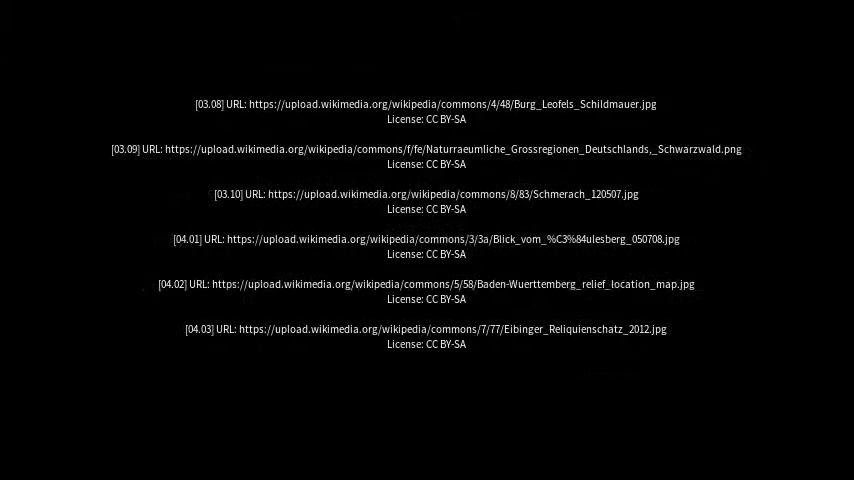 [03.08] URL: https://upload.wikimedia.org/wikipedia/commons/4/48/Burg_Leofels_Schildmauer.jpg
License: CC BY-SA
[03.09] URL: https://upload.wikimedia.org/wikipedia/commons/f/fe/Naturraeumliche_Grossregionen_Deutschlands,_Schwarzwald.png
License: CC BY-SA
[03.10] URL: https://upload.wikimedia.org/wikipedia/commons/8/83/Schmerach_120507.jpg
License: CC BY-SA
[04.01] URL: https://upload.wikimedia.org/wikipedia/commons/3/3a/Blick_vom_%C3%84ulesberg_050708.jpg
License: CC BY-SA
[04.02] URL: https://upload.wikimedia.org/wikipedia/commons/5/58/Baden-Wuerttemberg_relief_location_map.jpg
License: CC BY-SA
[04.03] URL: https://upload.wikimedia.org/wikipedia/commons/7/77/Eibinger_Reliquienschatz_2012.jpg
License: CC BY-SA